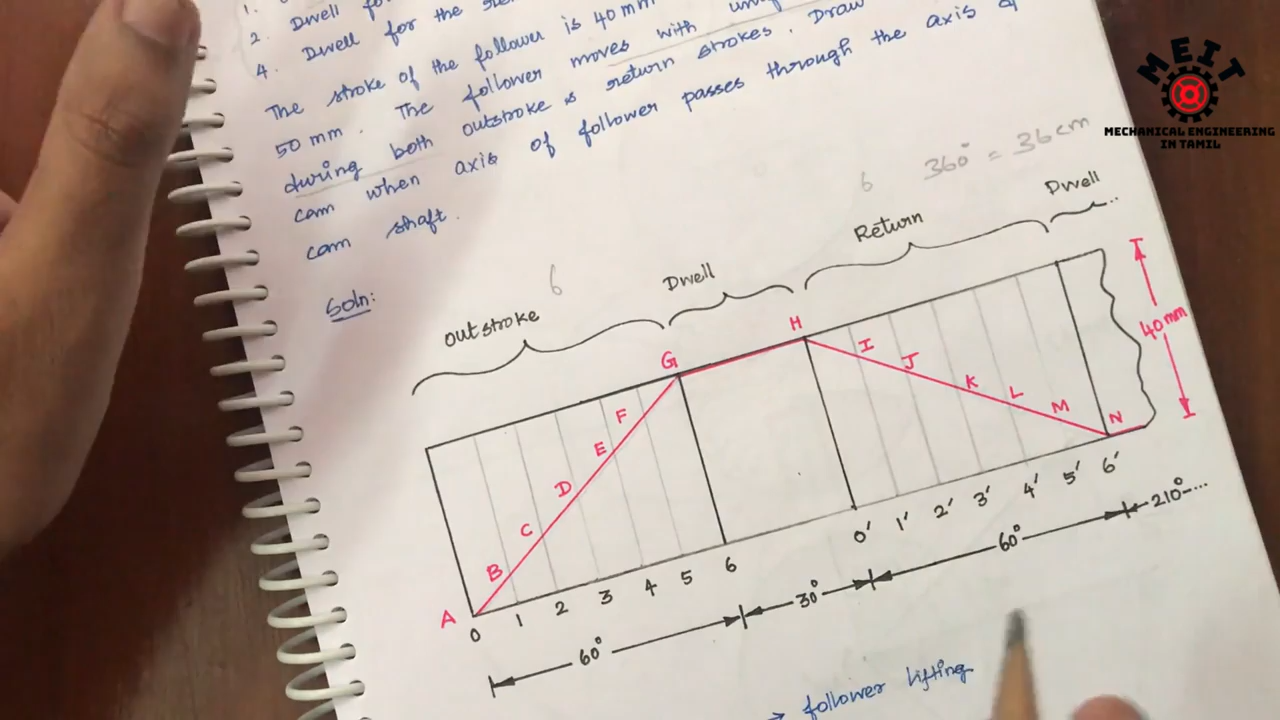 2. Dwell
4. Dwell for the
The stroke of the follower is 40 mm
50 mm. The follower moves with
during both outstroke & return strokes. Draw
cam when axis of follower passes through the axis
cam shaft.
MEIT
MECHANICAL ENGINEERING
IN TAMIL
6 360° = 36 cm
Soln:
outstroke 6 Dwell Return Dwell
A B C D E F G H I J K L M N
40 mm
0 1 2 3 4 5 6 0' 1' 2' 3' 4' 5' 6'
60° 30° 60° 210°...
→ follower lifting